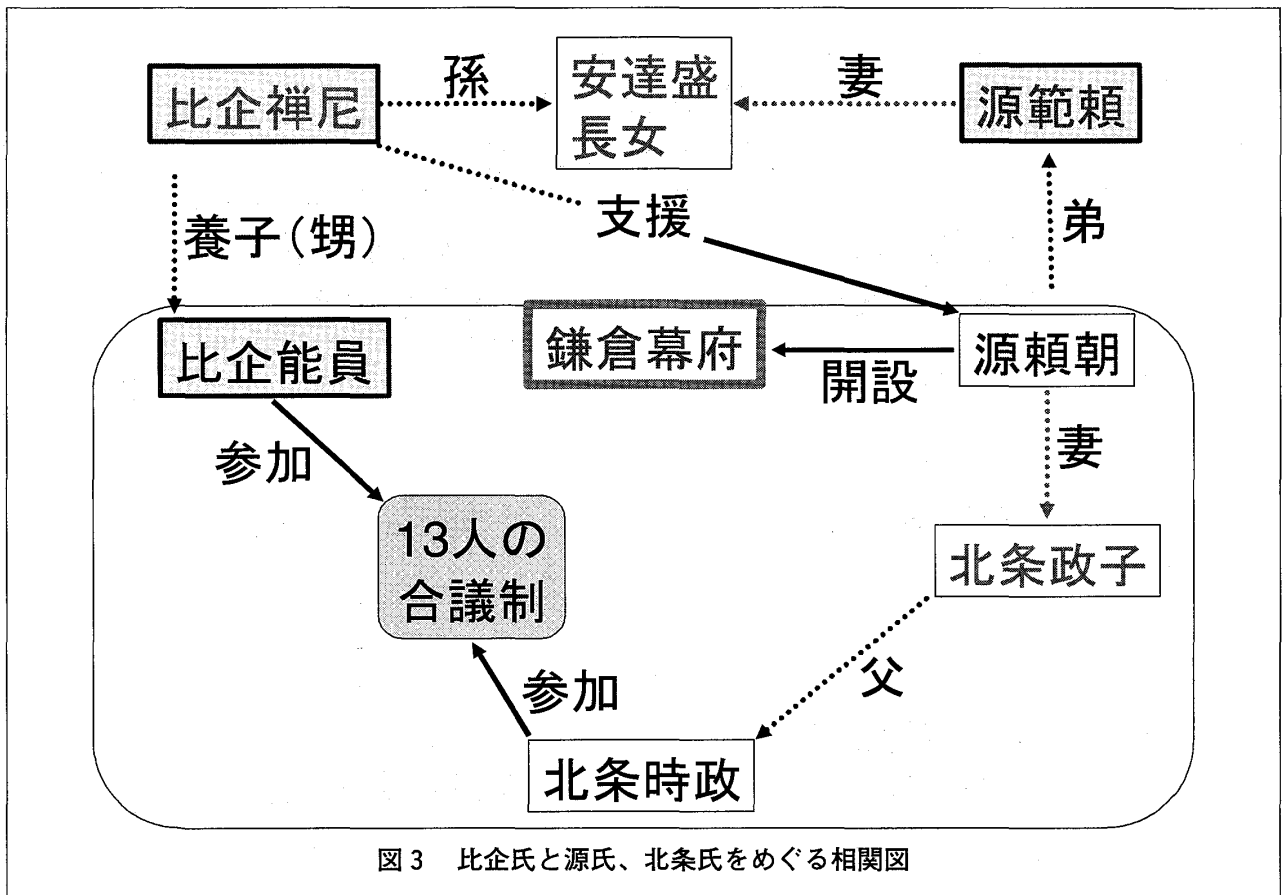 比企禅尼
孫
安達盛
長女
妻
源範頼
養子（甥）
支援
弟
比企能員
鎌倉幕府
開設
源頼朝
参加
妻
13人の
合議制
北条政子
参加
父
北条時政
図３ 比企氏と源氏、北条氏をめぐる相関図